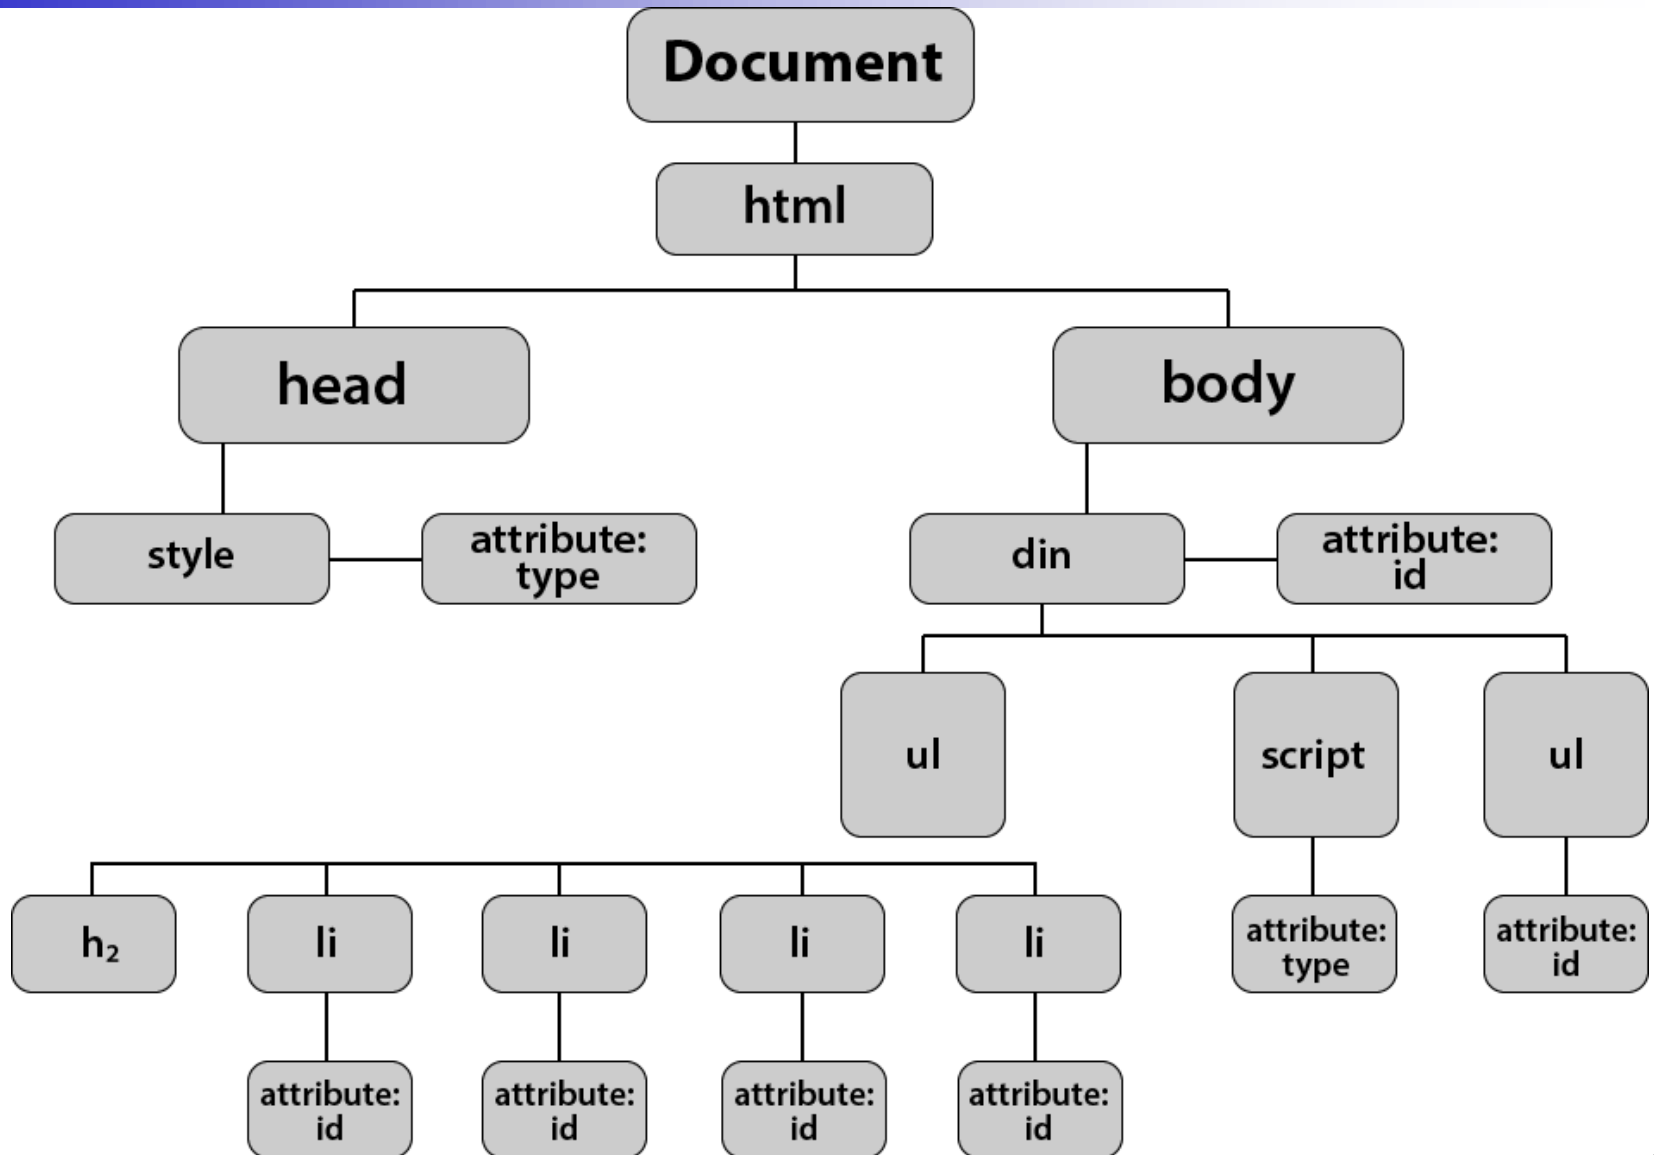 Document
html
head
body
style
attribute:
type
din
attribute:
id
ul
script
ul
h₂
li
li
li
li
attribute:
type
attribute:
id
attribute:
id
attribute:
id
attribute:
id
attribute:
id